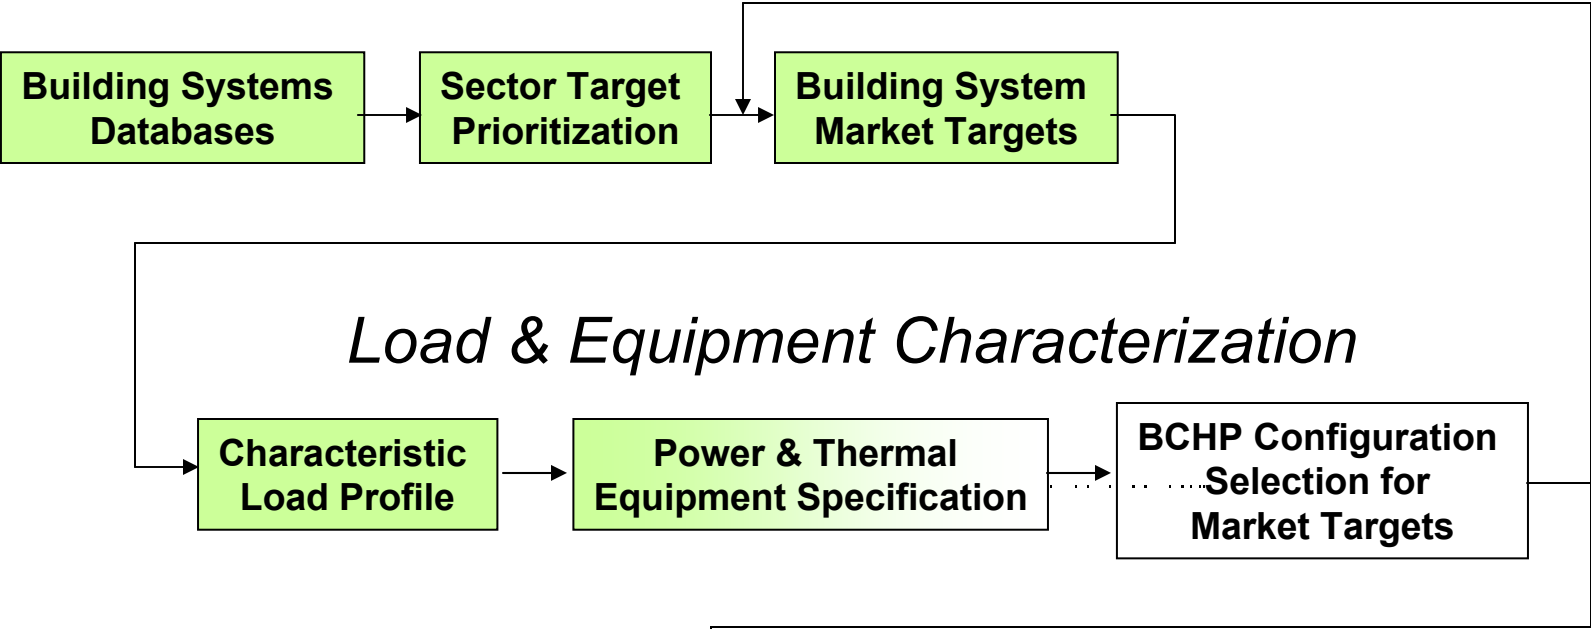 Building Systems
Databases
Sector Target
Prioritization
Building System
Market Targets
Load & Equipment Characterization
Characteristic
Load Profile
Power & Thermal
Equipment Specification
BCHP Configuration
Selection for
Market Targets